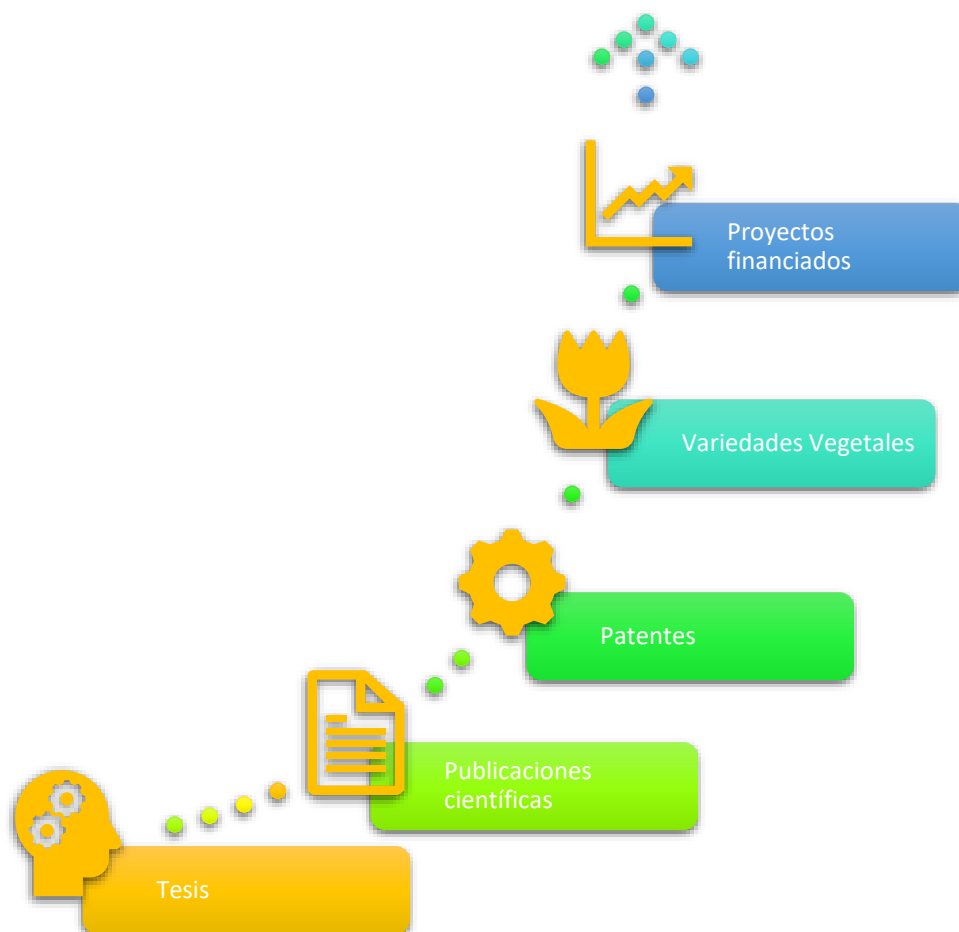 Proyectos
financiados
Variedades Vegetales
Patentes
Publicaciones
científicas
Tesis